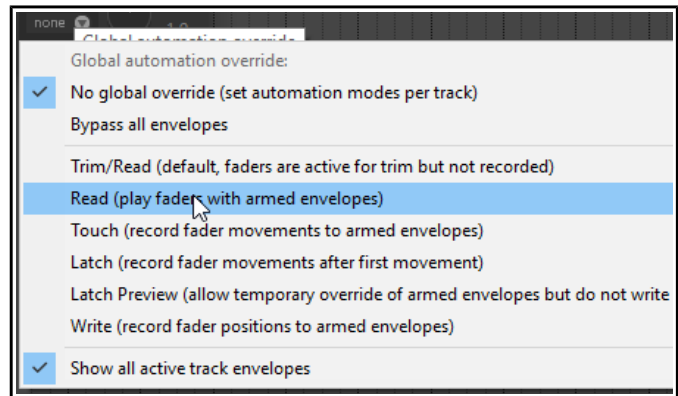 none
Global automation override
Global automation override:
No global override (set automation modes per track)
Bypass all envelopes
Trim/Read (default, faders are active for trim but not recorded)
Read (play faders with armed envelopes)
Touch (record fader movements to armed envelopes)
Latch (record fader movements after first movement)
Latch Preview (allow temporary override of armed envelopes but do not write
Write (record fader positions to armed envelopes)
Show all active track envelopes